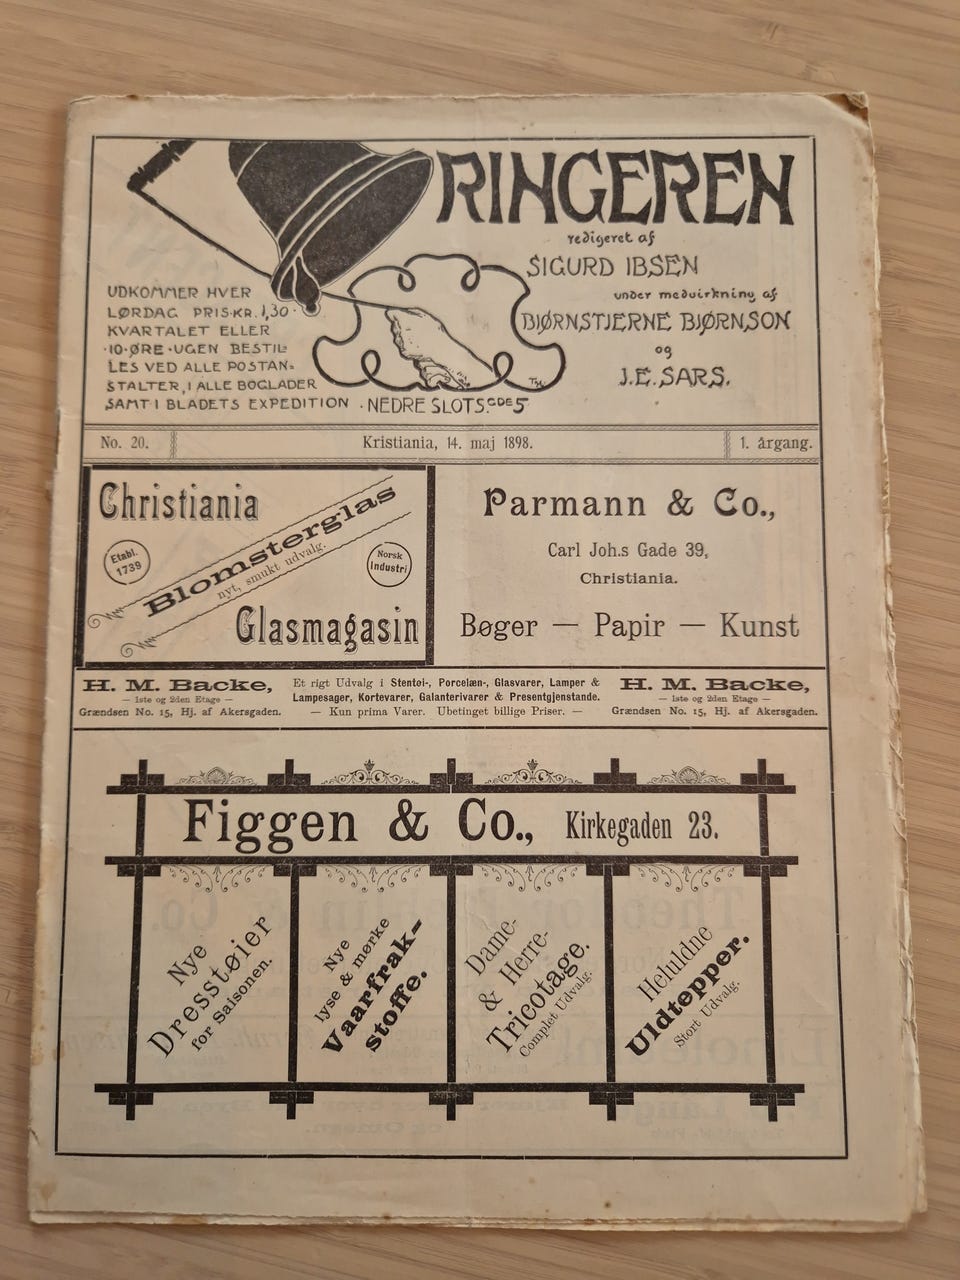 RINGEREN
redigeret af
SIGURD IBSEN
under medvirkning af
BJØRNSTJERNE BJØRNSON
og
J.E. SARS.
UDKOMMER HVER
LØRDAG PRIS·KR. 1,30·
KVARTALET ELLER
·10·ØRE·UGEN BESTIL=
LES VED ALLE POSTAN=
STALTER, I ALLE BOGLADER
SAMT I BLADETS EXPEDITION · NEDRE SLOTS.GDE 5
No. 20.
Kristiania, 14. maj 1898.
1. årgang.
Christiania
Etabl.
1739
Blomsterglas
nyt, smukt udvalg.
Norsk
Industri
Glasmagasin
Parmann & Co.,
Carl Joh.s Gade 39,
Christiania.
Bøger — Papir — Kunst
H. M. Backe,
— 1ste og 2den Etage —
Grændsen No. 15, Hj. af Akersgaden.
Et rigt Udvalg i Stentøi-, Porcelæn-, Glasvarer, Lamper &
Lampesager, Kortevarer, Galanterivarer & Presentgjenstande.
— Kun prima Varer. Ubetinget billige Priser. —
H. M. Backe,
— 1ste og 2den Etage —
Grændsen No. 15, Hj. af Akersgaden.
Figgen & Co., Kirkegaden 23.
Nye
Dresstøier
for Saisonen.
Nye
lyse & mørke
Vaarfrak-
stoffe.
Dame-
& Herre-
Tricotage.
Complet Udvalg.
Heluldne
Uldtepper.
Stort Udvalg.